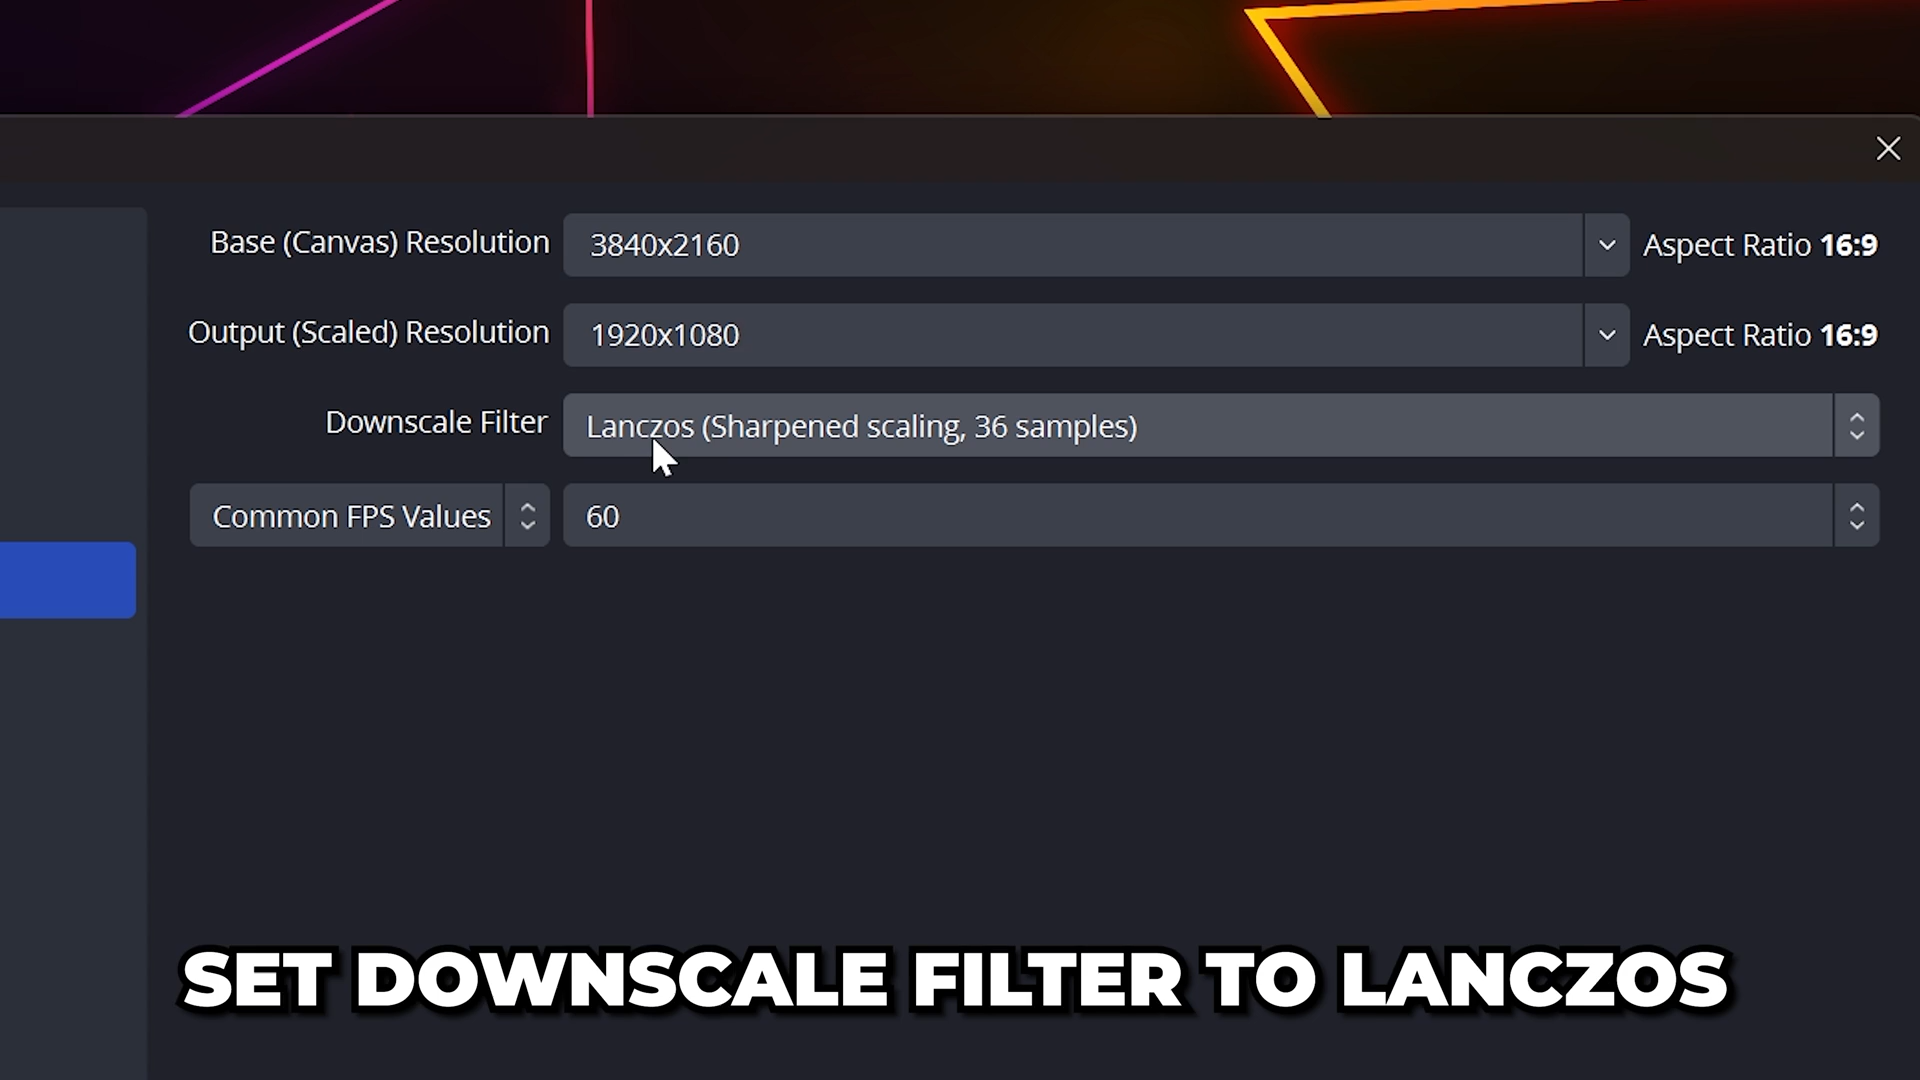 Base (Canvas) Resolution 3840x2160 Aspect Ratio 16:9
Output (Scaled) Resolution 1920x1080 Aspect Ratio 16:9
Downscale Filter Lanczos (Sharpened scaling, 36 samples)
Common FPS Values 60
SET DOWNSCALE FILTER TO LANCZOS